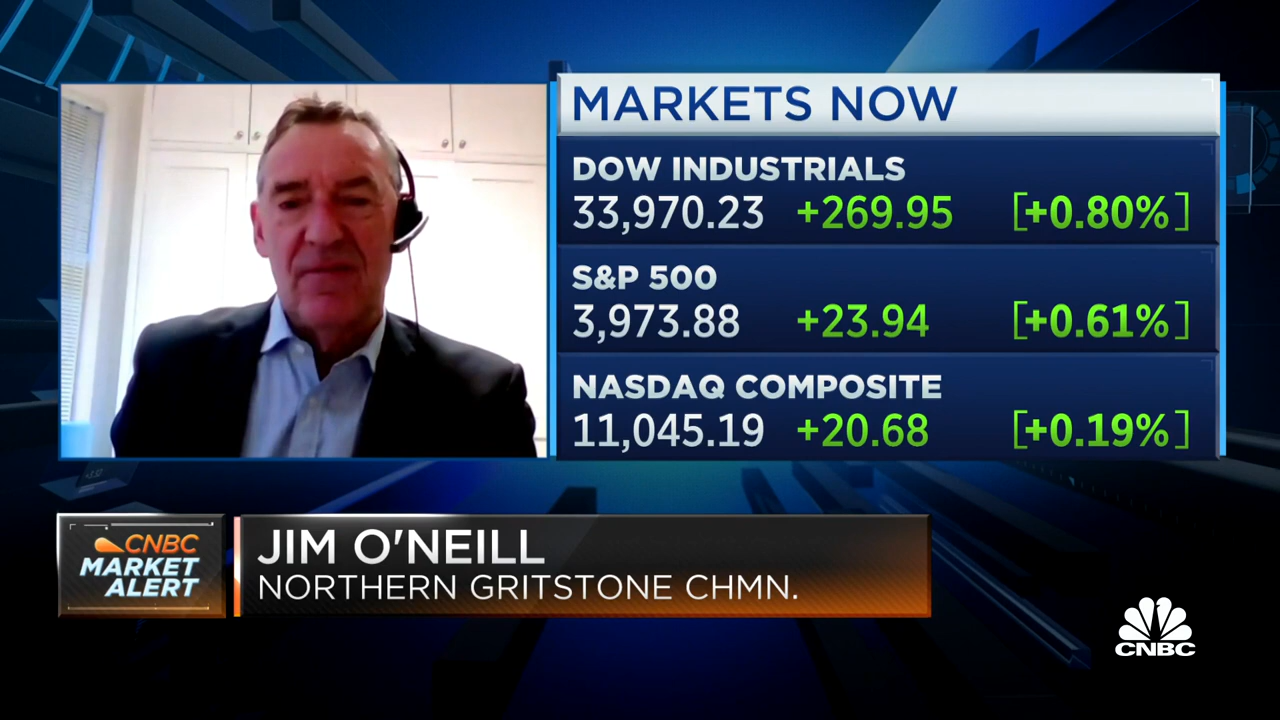 MARKETS NOW
DOW INDUSTRIALS
33,970.23 +269.95 [+0.80%]
S&P 500
3,973.88 +23.94 [+0.61%]
NASDAQ COMPOSITE
11,045.19 +20.68 [+0.19%]
CNBC
MARKET
ALERT
JIM O'NEILL
NORTHERN GRITSTONE CHMN.
CNBC